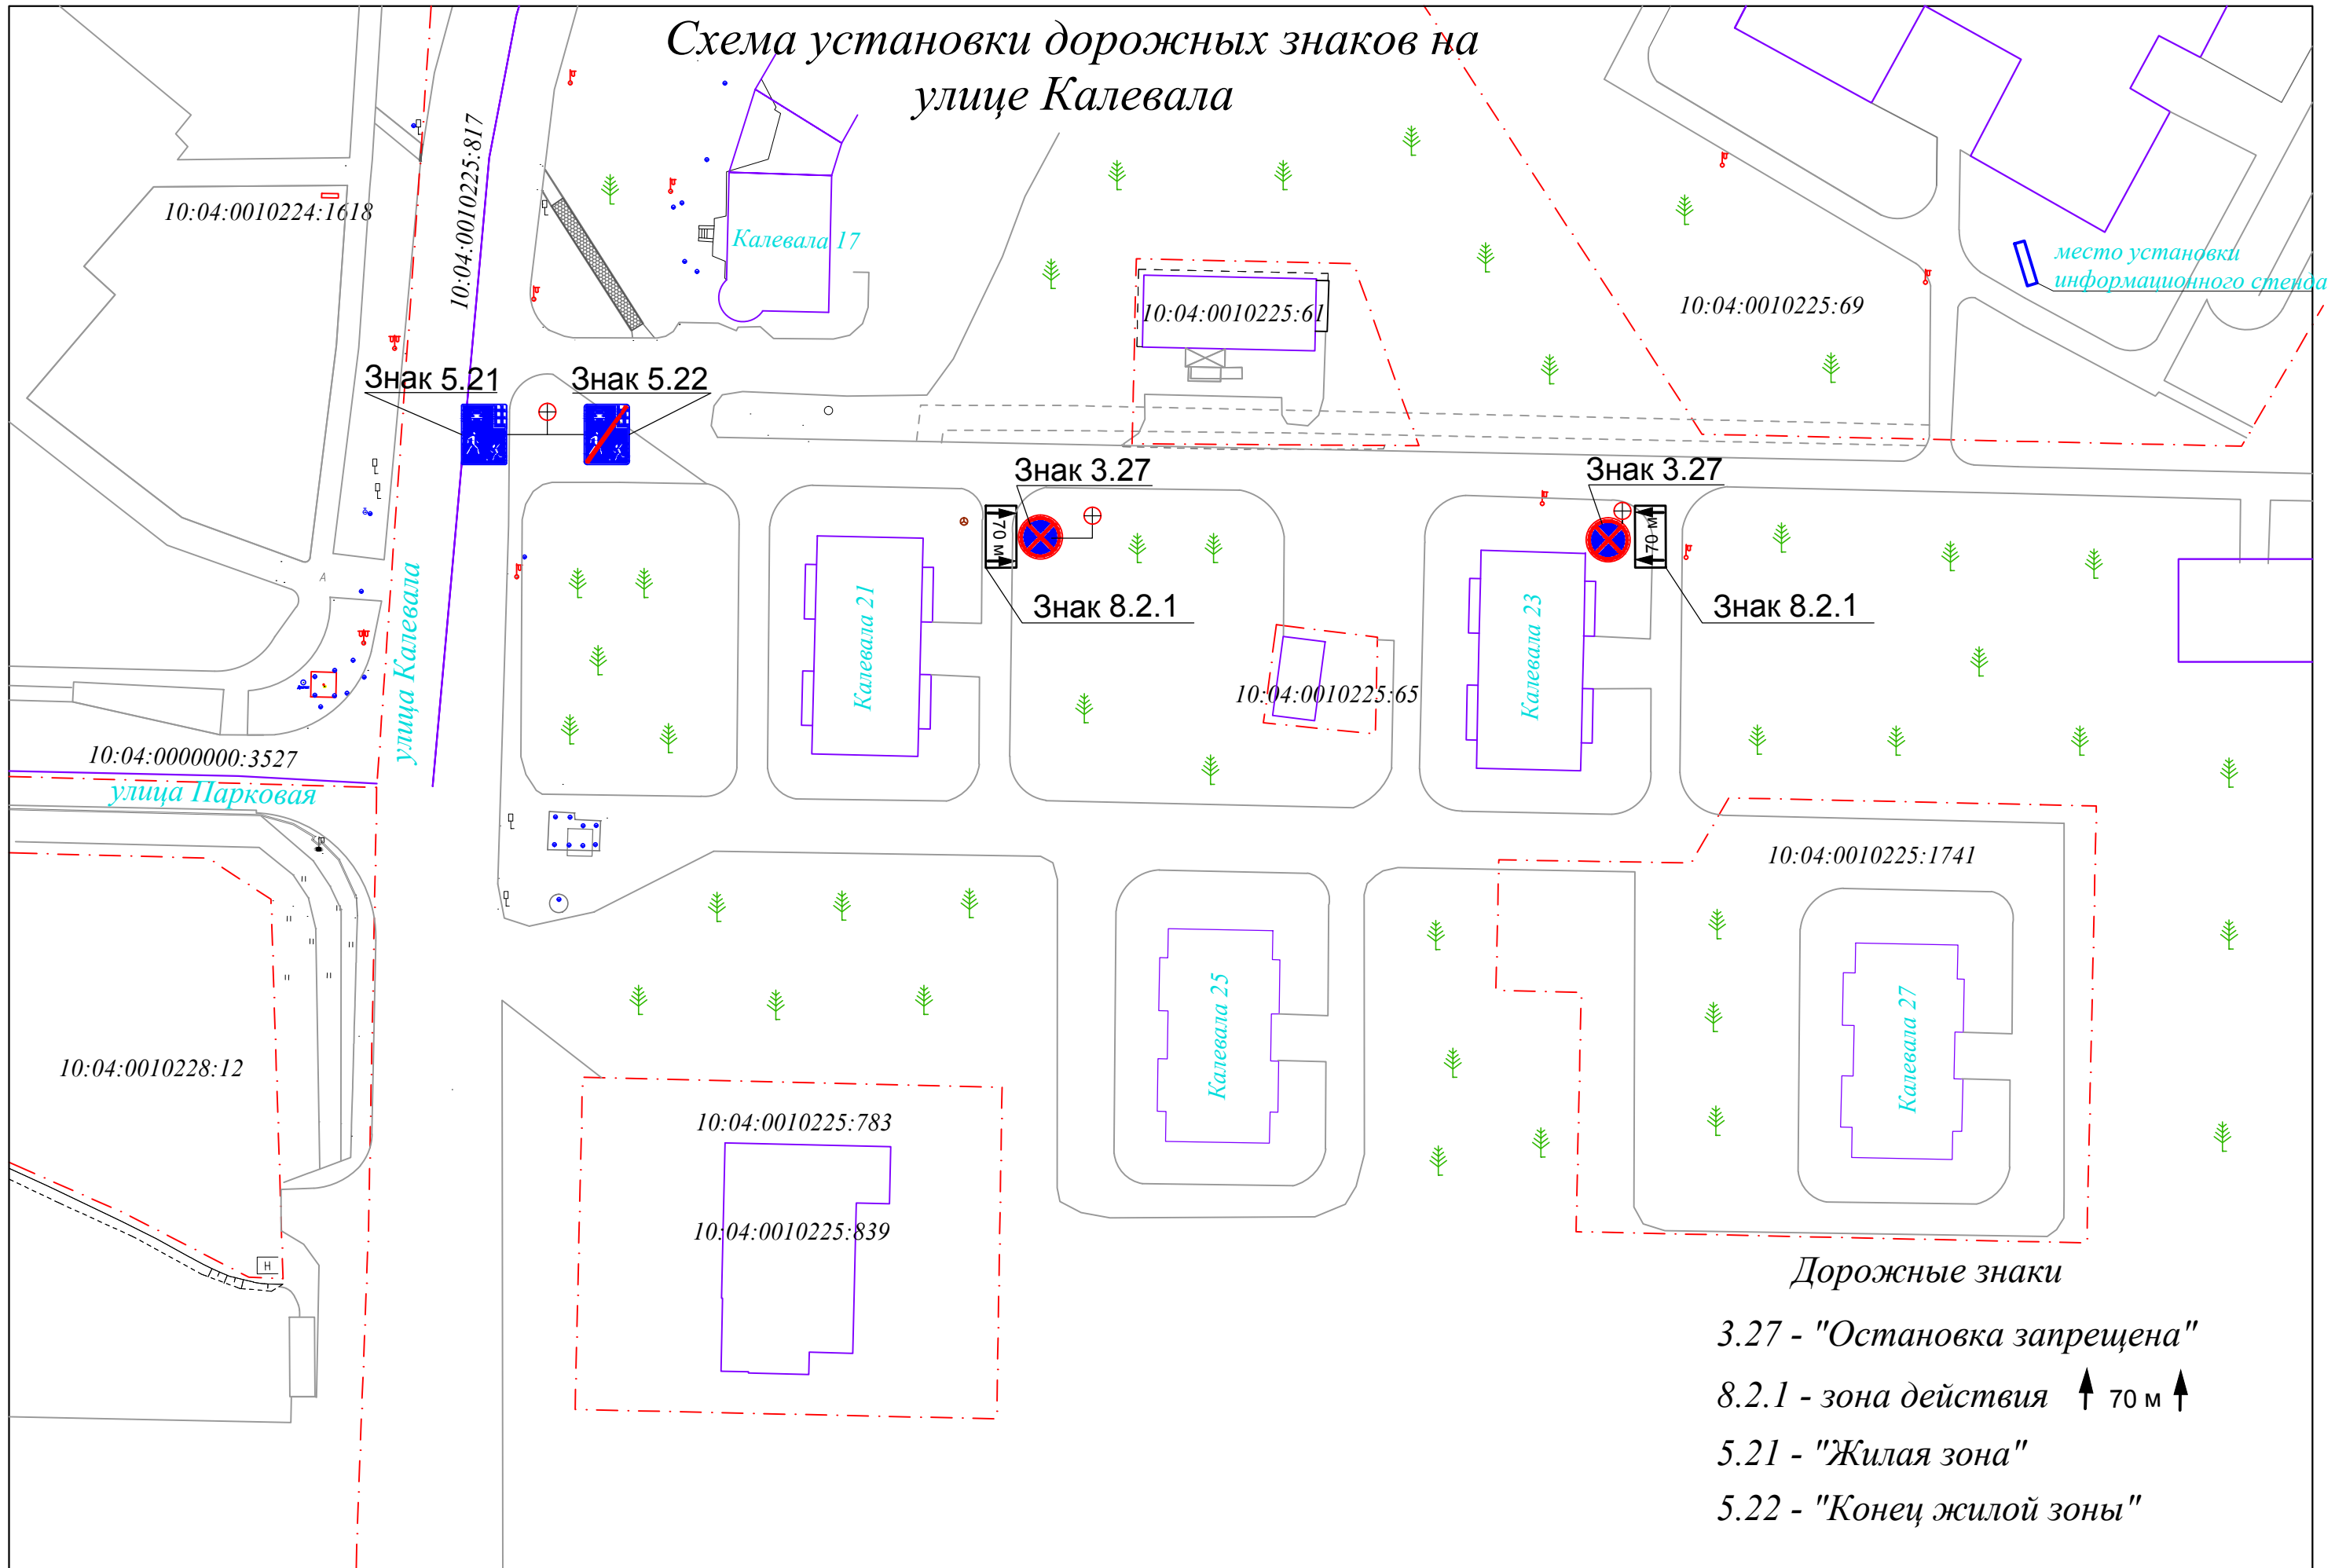 Схема установки дорожных знаков на
улице Калевала
10:04:0010224:1618
10:04:0010225:817
Калевала 17
10:04:0010225:61
10:04:0010225:69
место установки
информационного стенда
Знак 5.21
Знак 5.22
Знак 3.27
Знак 3.27
70 м
70 м
Знак 8.2.1
Знак 8.2.1
А
улица Калевала
Калевала 21
10:04:0010225:65
Калевала 23
10:04:0000000:3527
улица Парковая
10:04:0010225:1741
Калевала 25
Калевала 27
10:04:0010228:12
10:04:0010225:783
10:04:0010225:839
Н
Дорожные знаки
3.27 - "Остановка запрещена"
8.2.1 - зона действия 70 м
5.21 - "Жилая зона"
5.22 - "Конец жилой зоны"